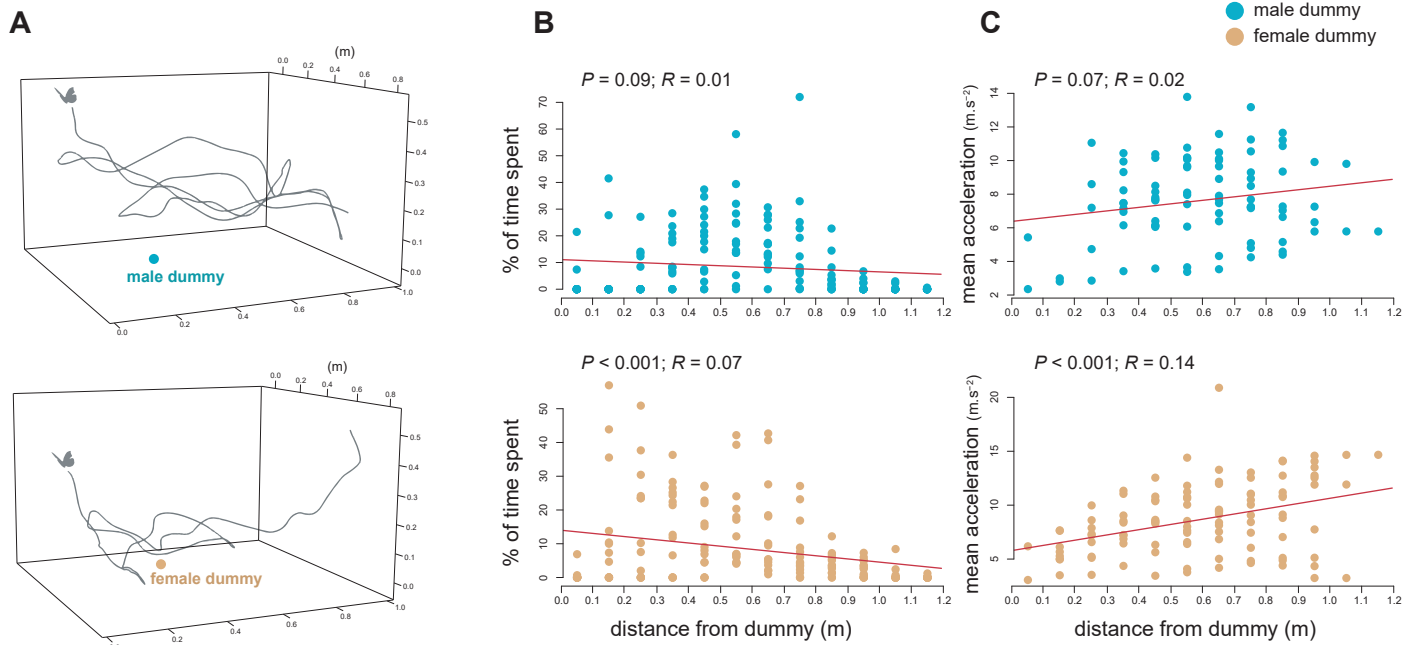 A
B
C
male dummy
female dummy
(m)
0.0 0.2 0.4 0.6 0.8
0.5
0.4
0.3
0.2
0.1
0.0
male dummy
0.0 0.2 0.4 0.6 0.8 1.0
P = 0.09; R = 0.01
% of time spent
70
60
50
40
30
20
10
0
0.0 0.1 0.2 0.3 0.4 0.5 0.6 0.7 0.8 0.9 1.0 1.1 1.2
P = 0.07; R = 0.02
mean acceleration (m.s⁻²)
14
12
10
8
6
4
2
0.0 0.1 0.2 0.3 0.4 0.5 0.6 0.7 0.8 0.9 1.0 1.1 1.2
(m)
0.0 0.2 0.4 0.6 0.8
0.5
0.4
0.3
0.2
0.1
0.0
female dummy
0.2 0.4 0.6 0.8 1.0
P < 0.001; R = 0.07
% of time spent
50
40
30
20
10
0
0.0 0.1 0.2 0.3 0.4 0.5 0.6 0.7 0.8 0.9 1.0 1.1 1.2
distance from dummy (m)
P < 0.001; R = 0.14
mean acceleration (m.s⁻²)
20
15
10
5
0.0 0.1 0.2 0.3 0.4 0.5 0.6 0.7 0.8 0.9 1.0 1.1 1.2
distance from dummy (m)